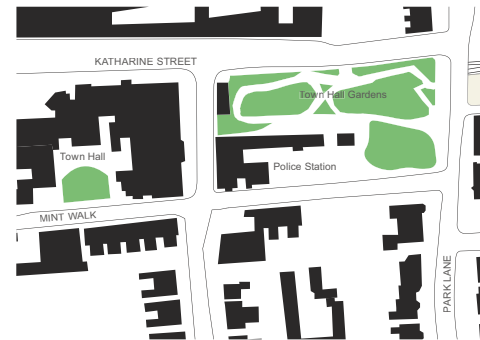 KATHARINE STREET
Town Hall Gardens
Town Hall
Police Station
MINT WALK
PARK LANE